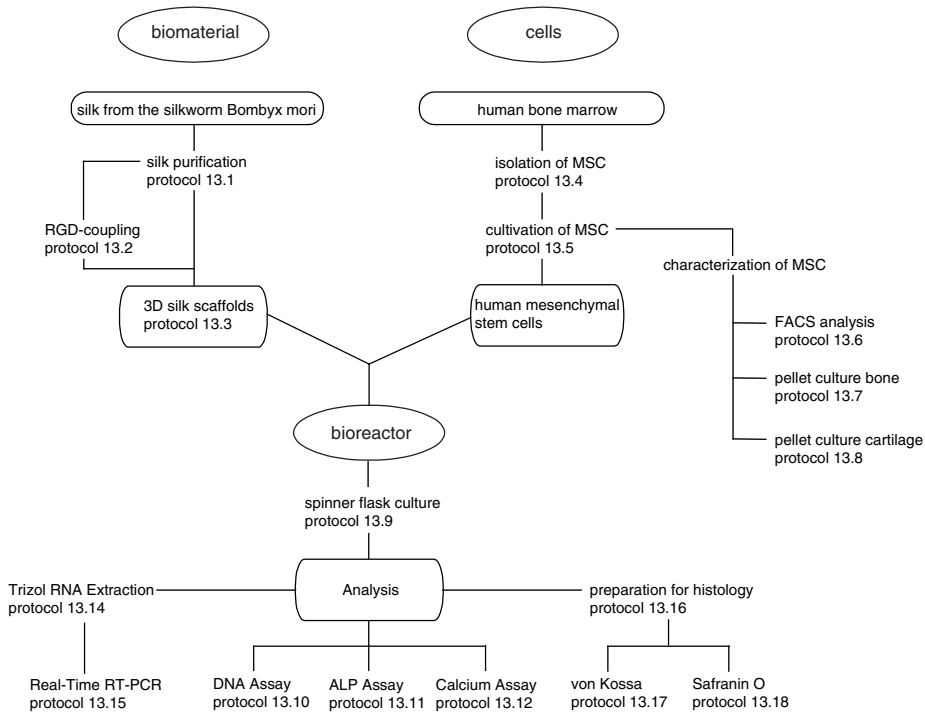 biomaterial
cells
silk from the silkworm Bombyx mori
human bone marrow
silk purification
protocol 13.1
isolation of MSC
protocol 13.4
RGD-coupling
protocol 13.2
cultivation of MSC
protocol 13.5
characterization of MSC
3D silk scaffolds
protocol 13.3
human mesenchymal
stem cells
FACS analysis
protocol 13.6
pellet culture bone
protocol 13.7
pellet culture cartilage
protocol 13.8
bioreactor
spinner flask culture
protocol 13.9
Trizol RNA Extraction
protocol 13.14
Analysis
preparation for histology
protocol 13.16
Real-Time RT-PCR
protocol 13.15
DNA Assay
protocol 13.10
ALP Assay
protocol 13.11
Calcium Assay
protocol 13.12
von Kossa
protocol 13.17
Safranin O
protocol 13.18